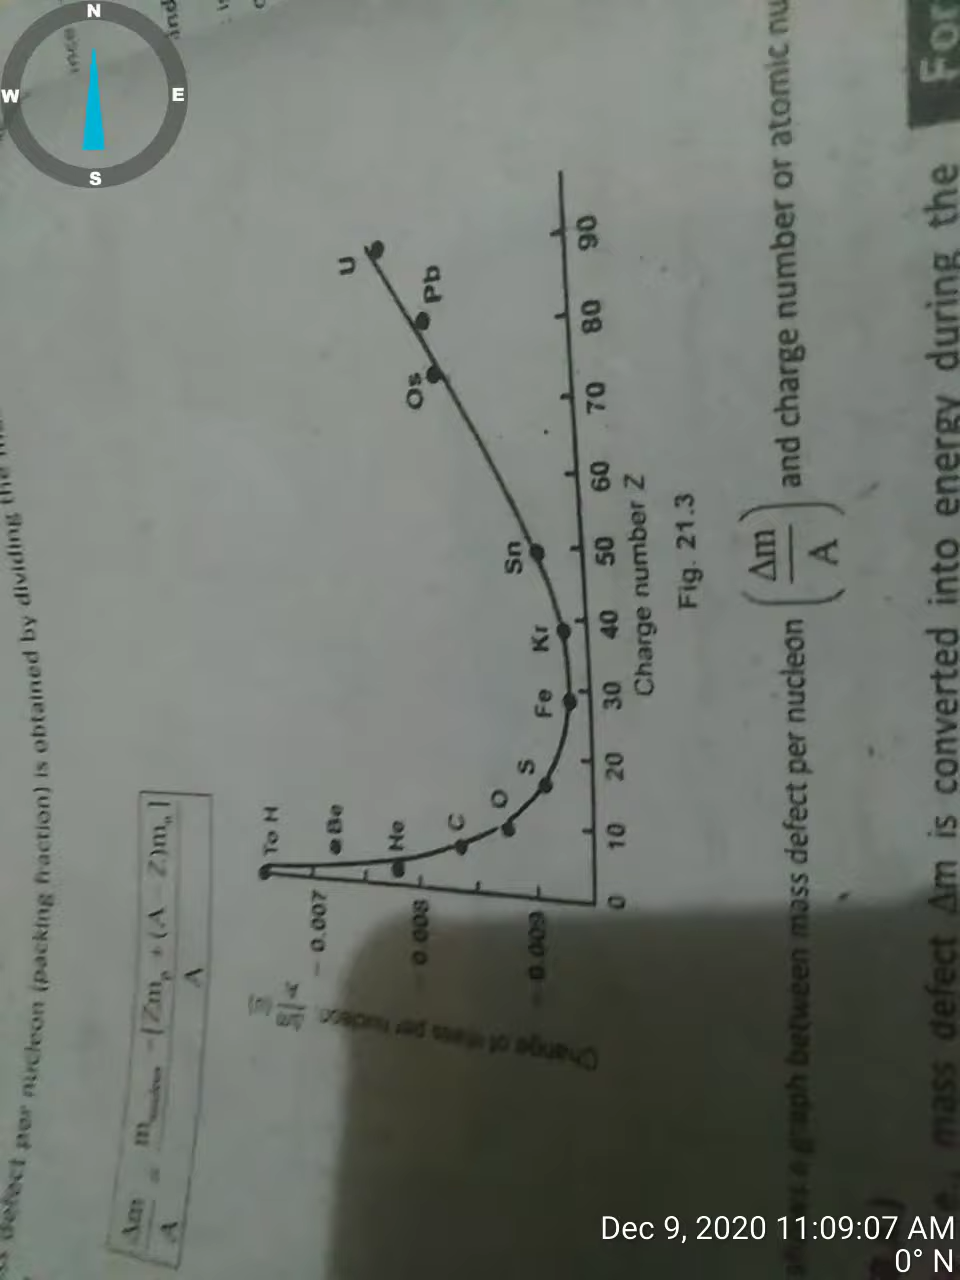 defect per nucleon (packing fraction) is obtained by dividing the
Δm/A = m_nucleus - [Zm_p + (A - Z)m_n] / A
Change of mass per nucleon
Δm/A
- 0.007
- 0.008
- 0.009
To H
Be
He
C
O
S
Fe
Kr
Sn
Os
Pb
U
0 10 20 30 40 50 60 70 80 90
Charge number Z
Fig. 21.3
a graph between mass defect per nucleon (Δm/A) and charge number or atomic nu
mass defect Δm is converted into energy during the
For
N
W
E
S
Dec 9, 2020 11:09:07 AM
0° N